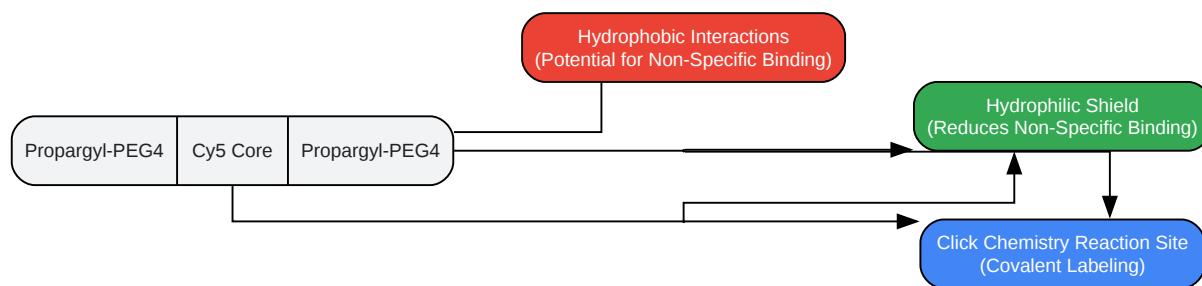 Hydrophobic Interactions
(Potential for Non-Specific Binding)
Hydrophilic Shield
(Reduces Non-Specific Binding)
Propargyl-PEG4
Cy5 Core
Propargyl-PEG4
Click Chemistry Reaction Site
(Covalent Labeling)